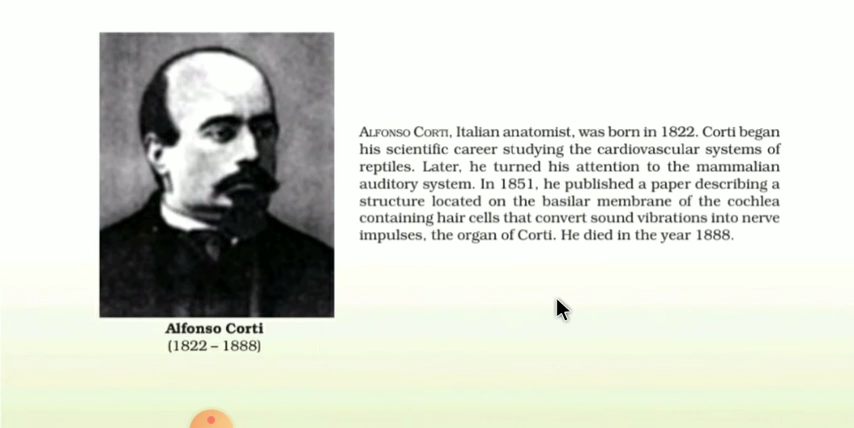 Alfonso Corti
(1822 – 1888)
ALFONSO CORTI, Italian anatomist, was born in 1822. Corti began
his scientific career studying the cardiovascular systems of
reptiles. Later, he turned his attention to the mammalian
auditory system. In 1851, he published a paper describing a
structure located on the basilar membrane of the cochlea
containing hair cells that convert sound vibrations into nerve
impulses, the organ of Corti. He died in the year 1888.